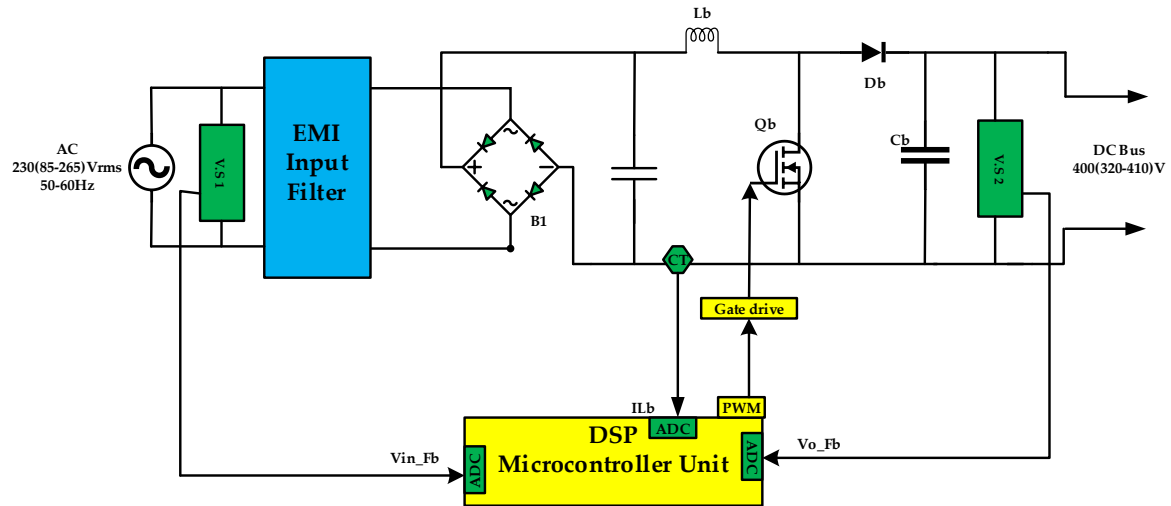 Lb
Db
Qb
Cb
AC
230(85-265)Vrms
50-60Hz
V.S 1
EMI
Input
Filter
B1
V.S 2
DC Bus
400(320-410)V
CT
Gate drive
ILb
PWM
ADC
DSP
Microcontroller Unit
ADC
ADC
Vin_Fb
Vo_Fb